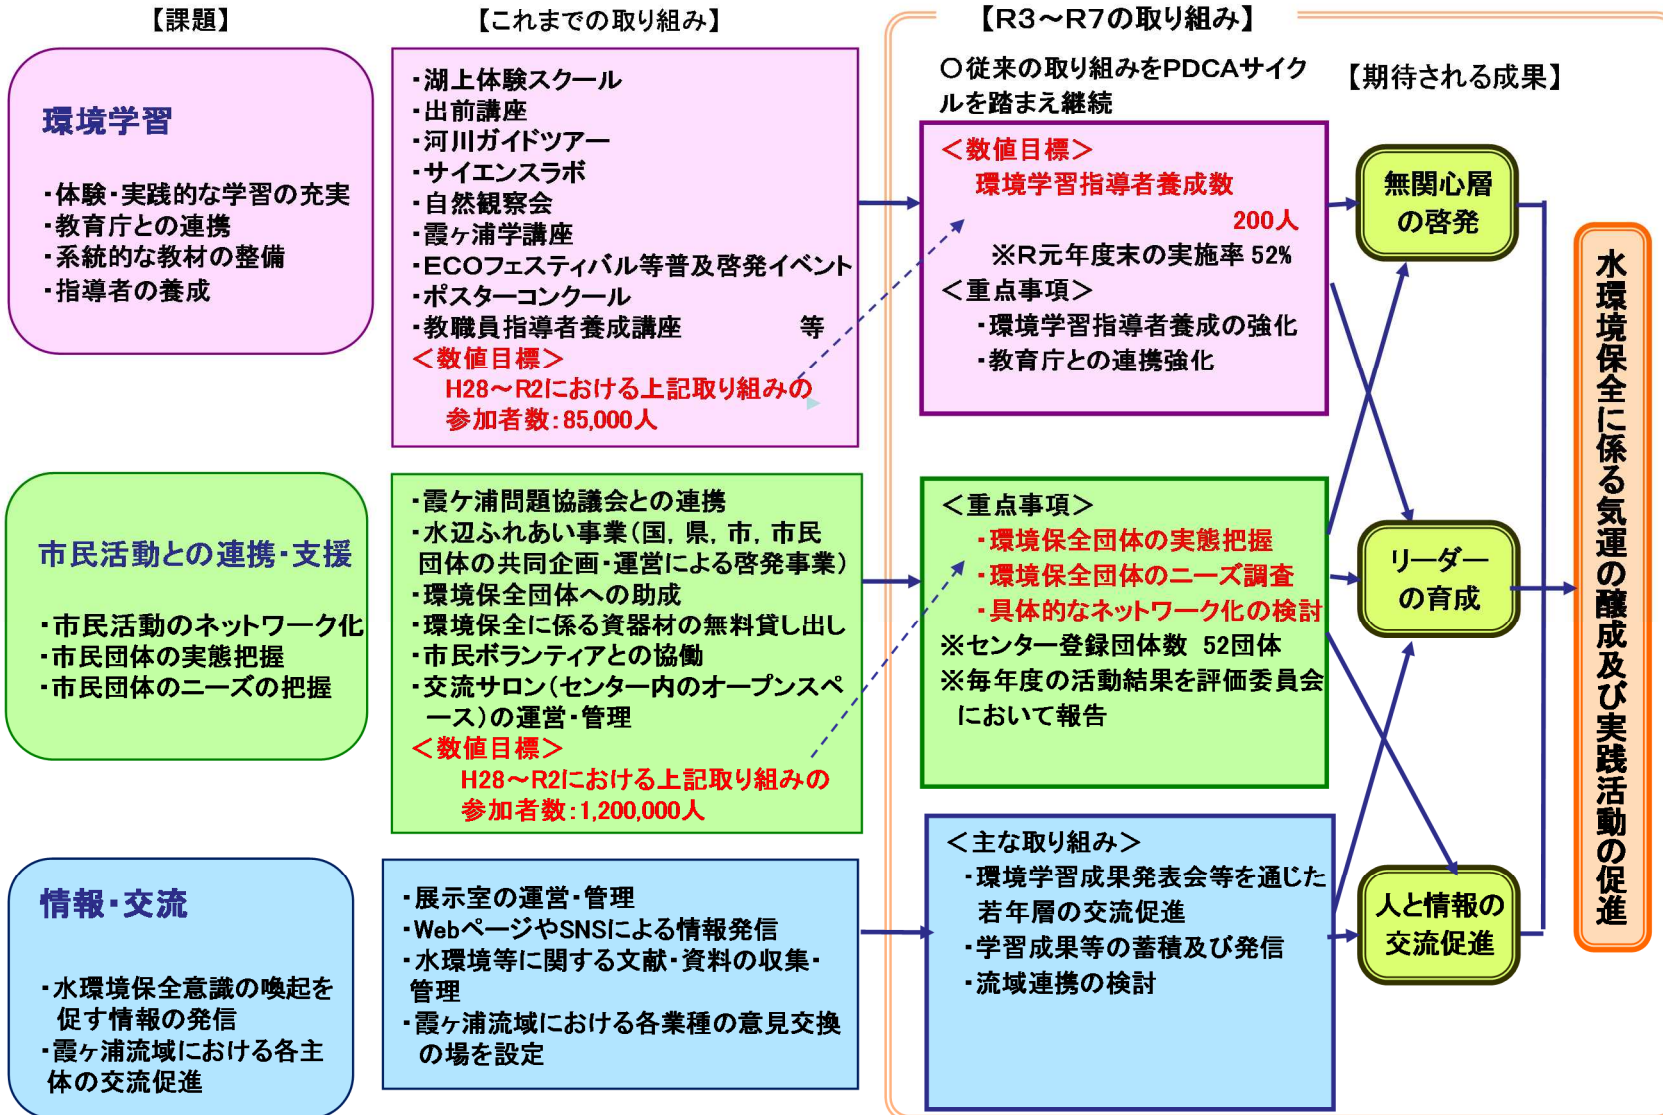 【課題】
【これまでの取り組み】
【R3～R7の取り組み】
環境学習
・体験・実践的な学習の充実
・教育庁との連携
・系統的な教材の整備
・指導者の養成
・湖上体験スクール
・出前講座
・河川ガイドツアー
・サイエンスラボ
・自然観察会
・霞ヶ浦学講座
・ECOフェスティバル等普及啓発イベント
・ポスターコンクール
・教職員指導者養成講座　等
＜数値目標＞
H28～R2における上記取り組みの
参加者数：85,000人
○従来の取り組みをPDCAサイク
ルを踏まえ継続
＜数値目標＞
環境学習指導者養成数
200人
※R元年度末の実施率 52%
＜重点事項＞
・環境学習指導者養成の強化
・教育庁との連携強化
【期待される成果】
無関心層
の啓発
市民活動との連携・支援
・市民活動のネットワーク化
・市民団体の実態把握
・市民団体のニーズの把握
・霞ケ浦問題協議会との連携
・水辺ふれあい事業（国，県，市，市民
団体の共同企画・運営による啓発事業）
・環境保全団体への助成
・環境保全に係る資器材の無料貸し出し
・市民ボランティアとの協働
・交流サロン（センター内のオープンスペ
ース）の運営・管理
＜数値目標＞
H28～R2における上記取り組みの
参加者数：1,200,000人
＜重点事項＞
・環境保全団体の実態把握
・環境保全団体のニーズ調査
・具体的なネットワーク化の検討
※センター登録団体数 52団体
※毎年度の活動結果を評価委員会
において報告
リーダー
の育成
情報・交流
・水環境保全意識の喚起を
促す情報の発信
・霞ヶ浦流域における各主
体の交流促進
・展示室の運営・管理
・WebページやSNSによる情報発信
・水環境等に関する文献・資料の収集・
管理
・霞ヶ浦流域における各業種の意見交換
の場を設定
＜主な取り組み＞
・環境学習成果発表会等を通じた
若年層の交流促進
・学習成果等の蓄積及び発信
・流域連携の検討
人と情報の
交流促進
水環境保全に係る気運の醸成及び実践活動の促進